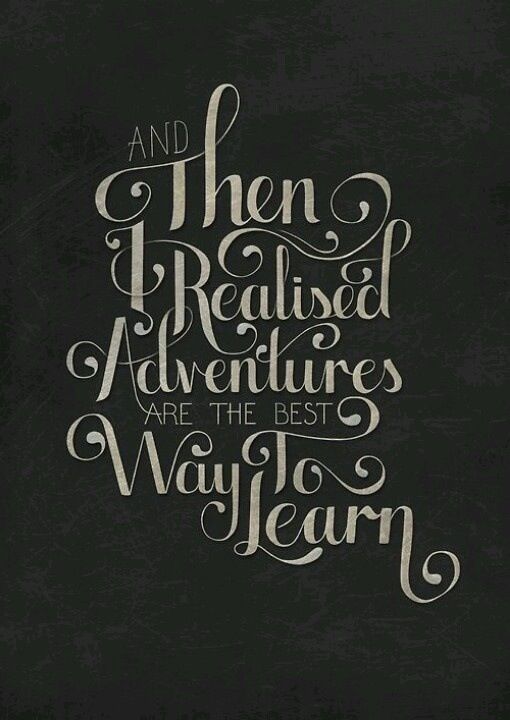 AND
Then
I Realised
Adventures
ARE THE BEST
Way To
Learn